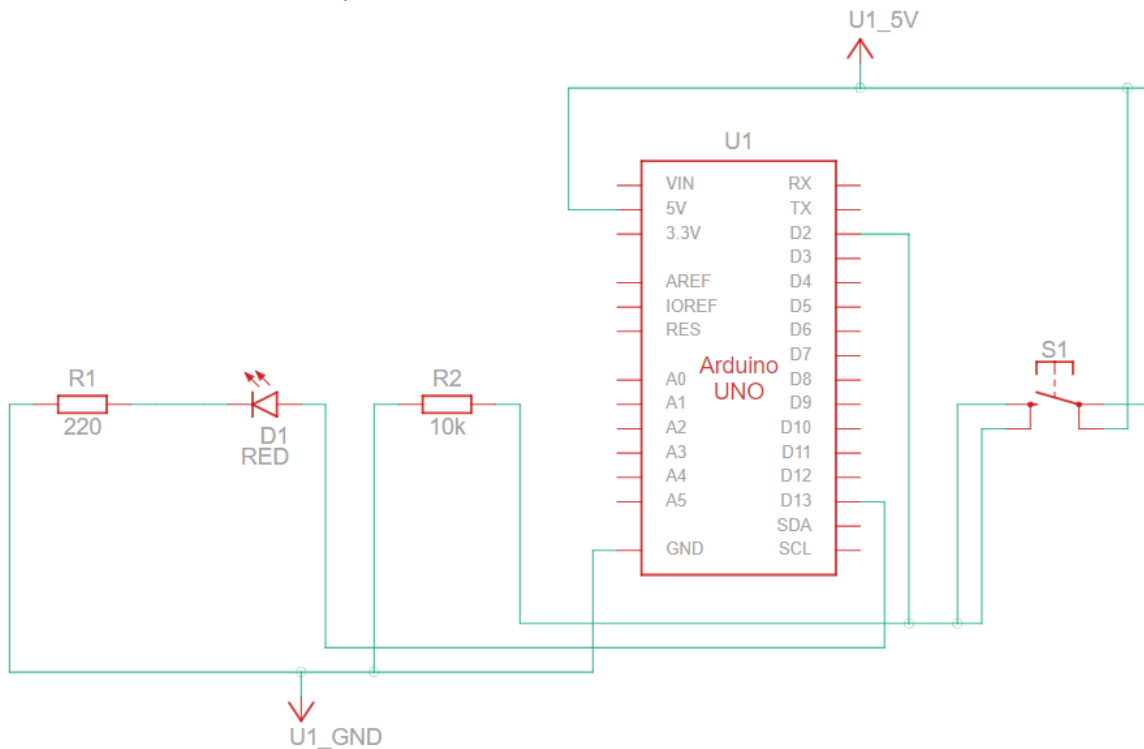 U1_5V
U1
VIN RX
5V TX
3.3V D2
D3
AREF D4
IOREF D5
RES D6
D7
A0 D8
A1 D9
A2 D10
A3 D11
A4 D12
A5 D13
SDA
GND SCL
Arduino
UNO
S1
R1
220
D1
RED
R2
10k
U1_GND